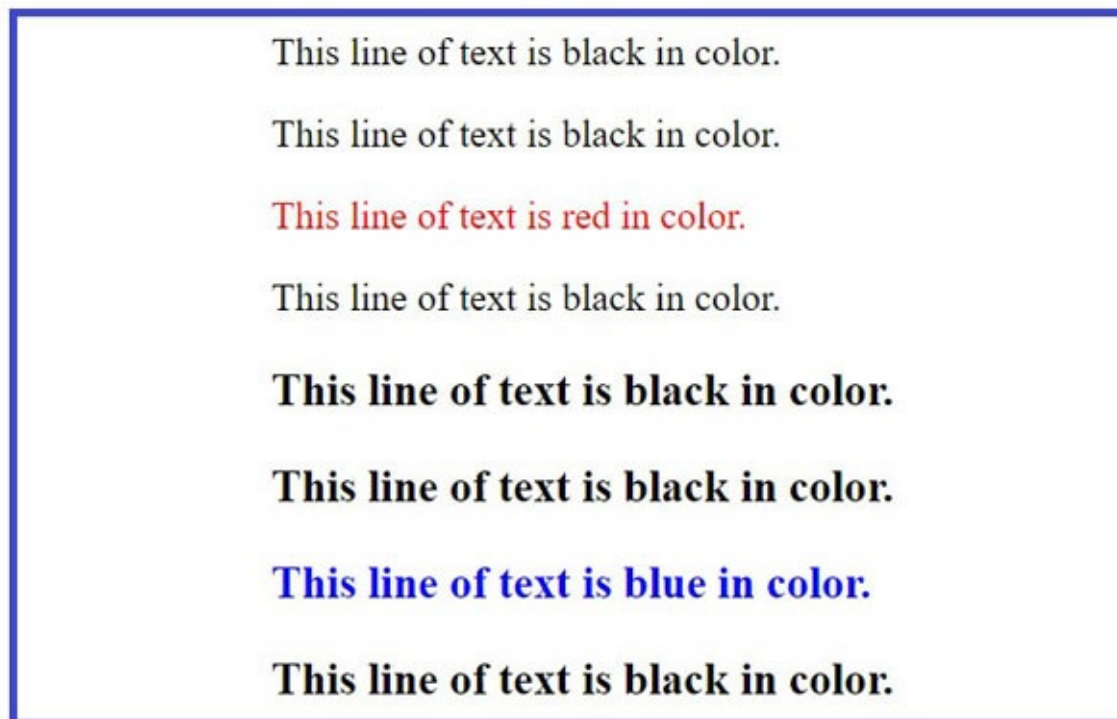 This line of text is black in color.
This line of text is black in color.
This line of text is red in color.
This line of text is black in color.
This line of text is black in color.
This line of text is black in color.
This line of text is blue in color.
This line of text is black in color.